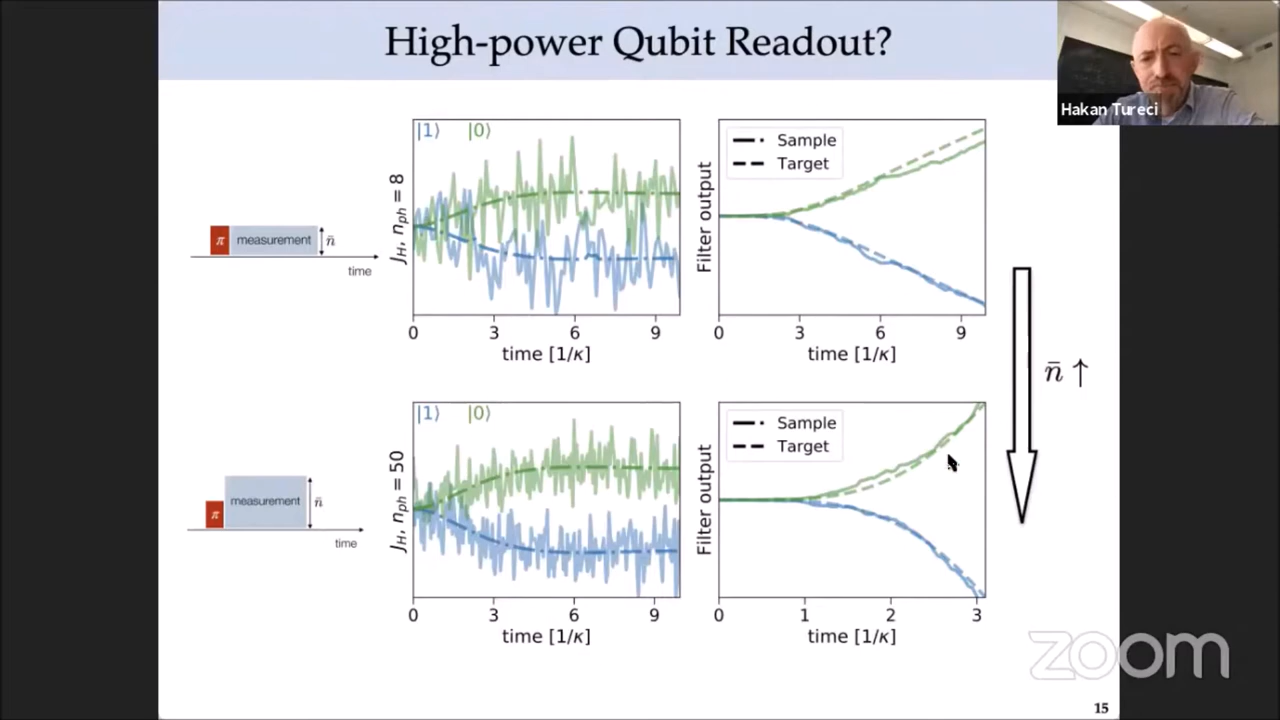 High-power Qubit Readout?
Hakan Tureci
π measurement n̄
time
|1⟩ |0⟩
J_H, n_ph = 8
0 3 6 9
time [1/κ]
Filter output
Sample
Target
0 3 6 9
time [1/κ]
n̄ ↑
π measurement n̄
time
|1⟩ |0⟩
J_H, n_ph = 50
0 3 6 9
time [1/κ]
Filter output
Sample
Target
0 1 2 3
time [1/κ]
zoom
15